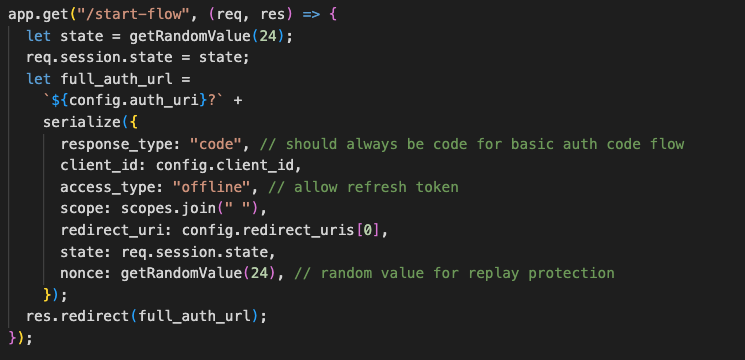 app.get("/start-flow", (req, res) => {
  let state = getRandomValue(24);
  req.session.state = state;
  let full_auth_url =
    `${config.auth_uri}?` +
    serialize({
      response_type: "code", // should always be code for basic auth code flow
      client_id: config.client_id,
      access_type: "offline", // allow refresh token
      scope: scopes.join(" "),
      redirect_uri: config.redirect_uris[0],
      state: req.session.state,
      nonce: getRandomValue(24), // random value for replay protection
    });
  res.redirect(full_auth_url);
});